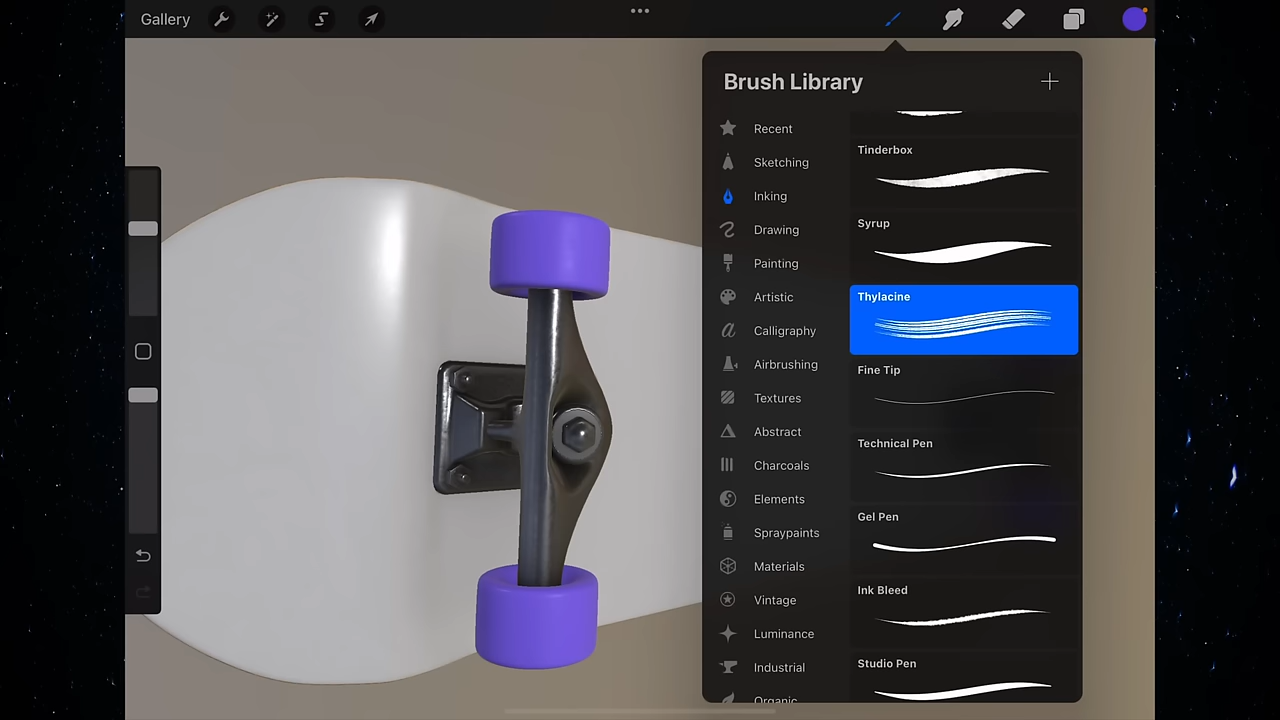 Gallery
Brush Library
Recent
Sketching
Inking
Drawing
Painting
Artistic
Calligraphy
Airbrushing
Textures
Abstract
Charcoals
Elements
Spraypaints
Materials
Vintage
Luminance
Industrial
Organic
Tinderbox
Syrup
Thylacine
Fine Tip
Technical Pen
Gel Pen
Ink Bleed
Studio Pen